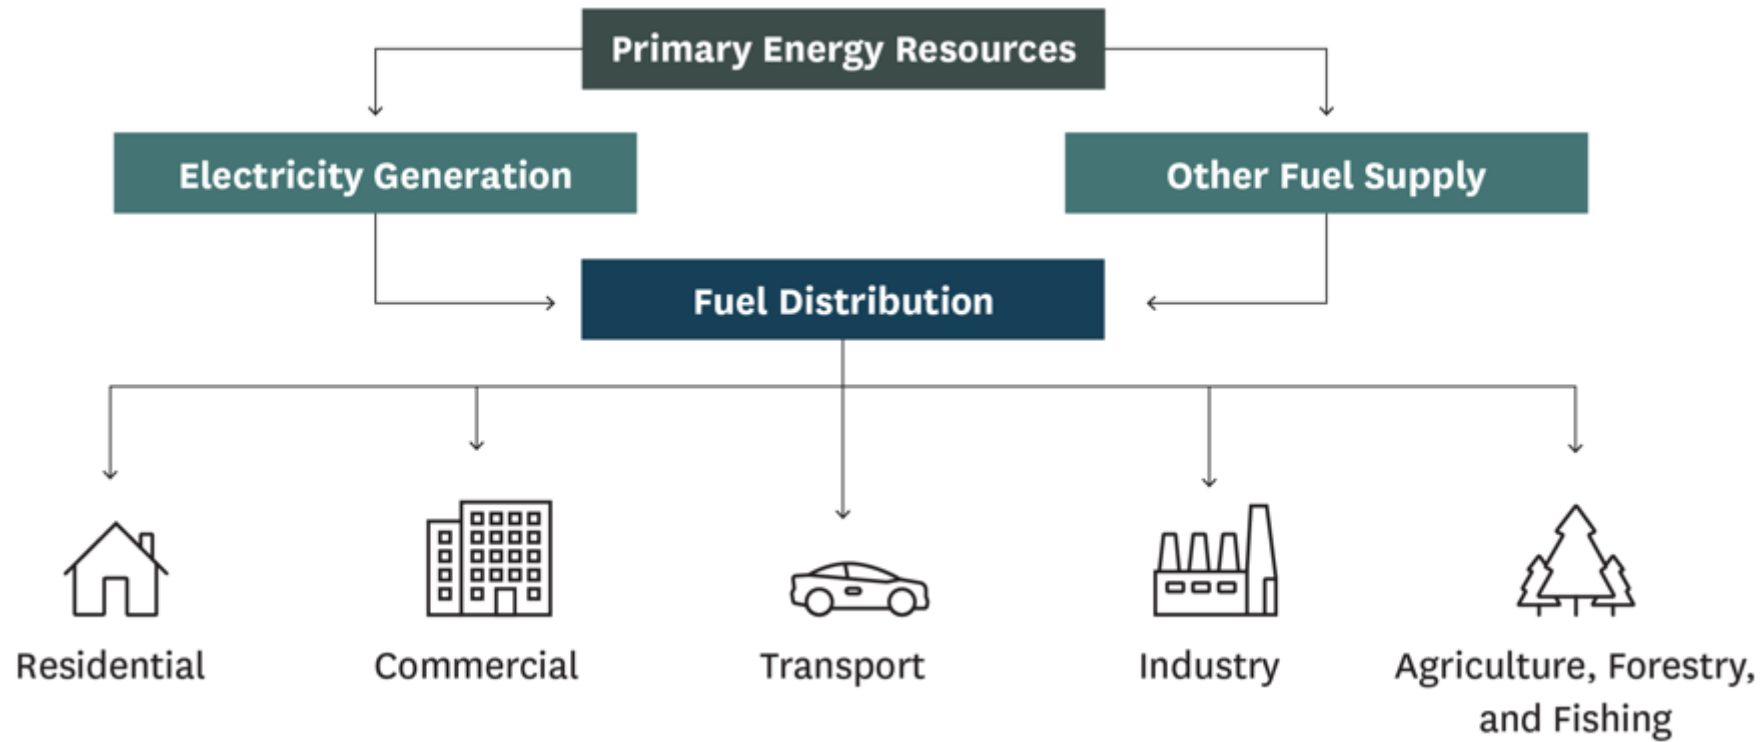 Primary Energy Resources
Electricity Generation
Other Fuel Supply
Fuel Distribution
Residential
Commercial
Transport
Industry
Agriculture, Forestry,
and Fishing